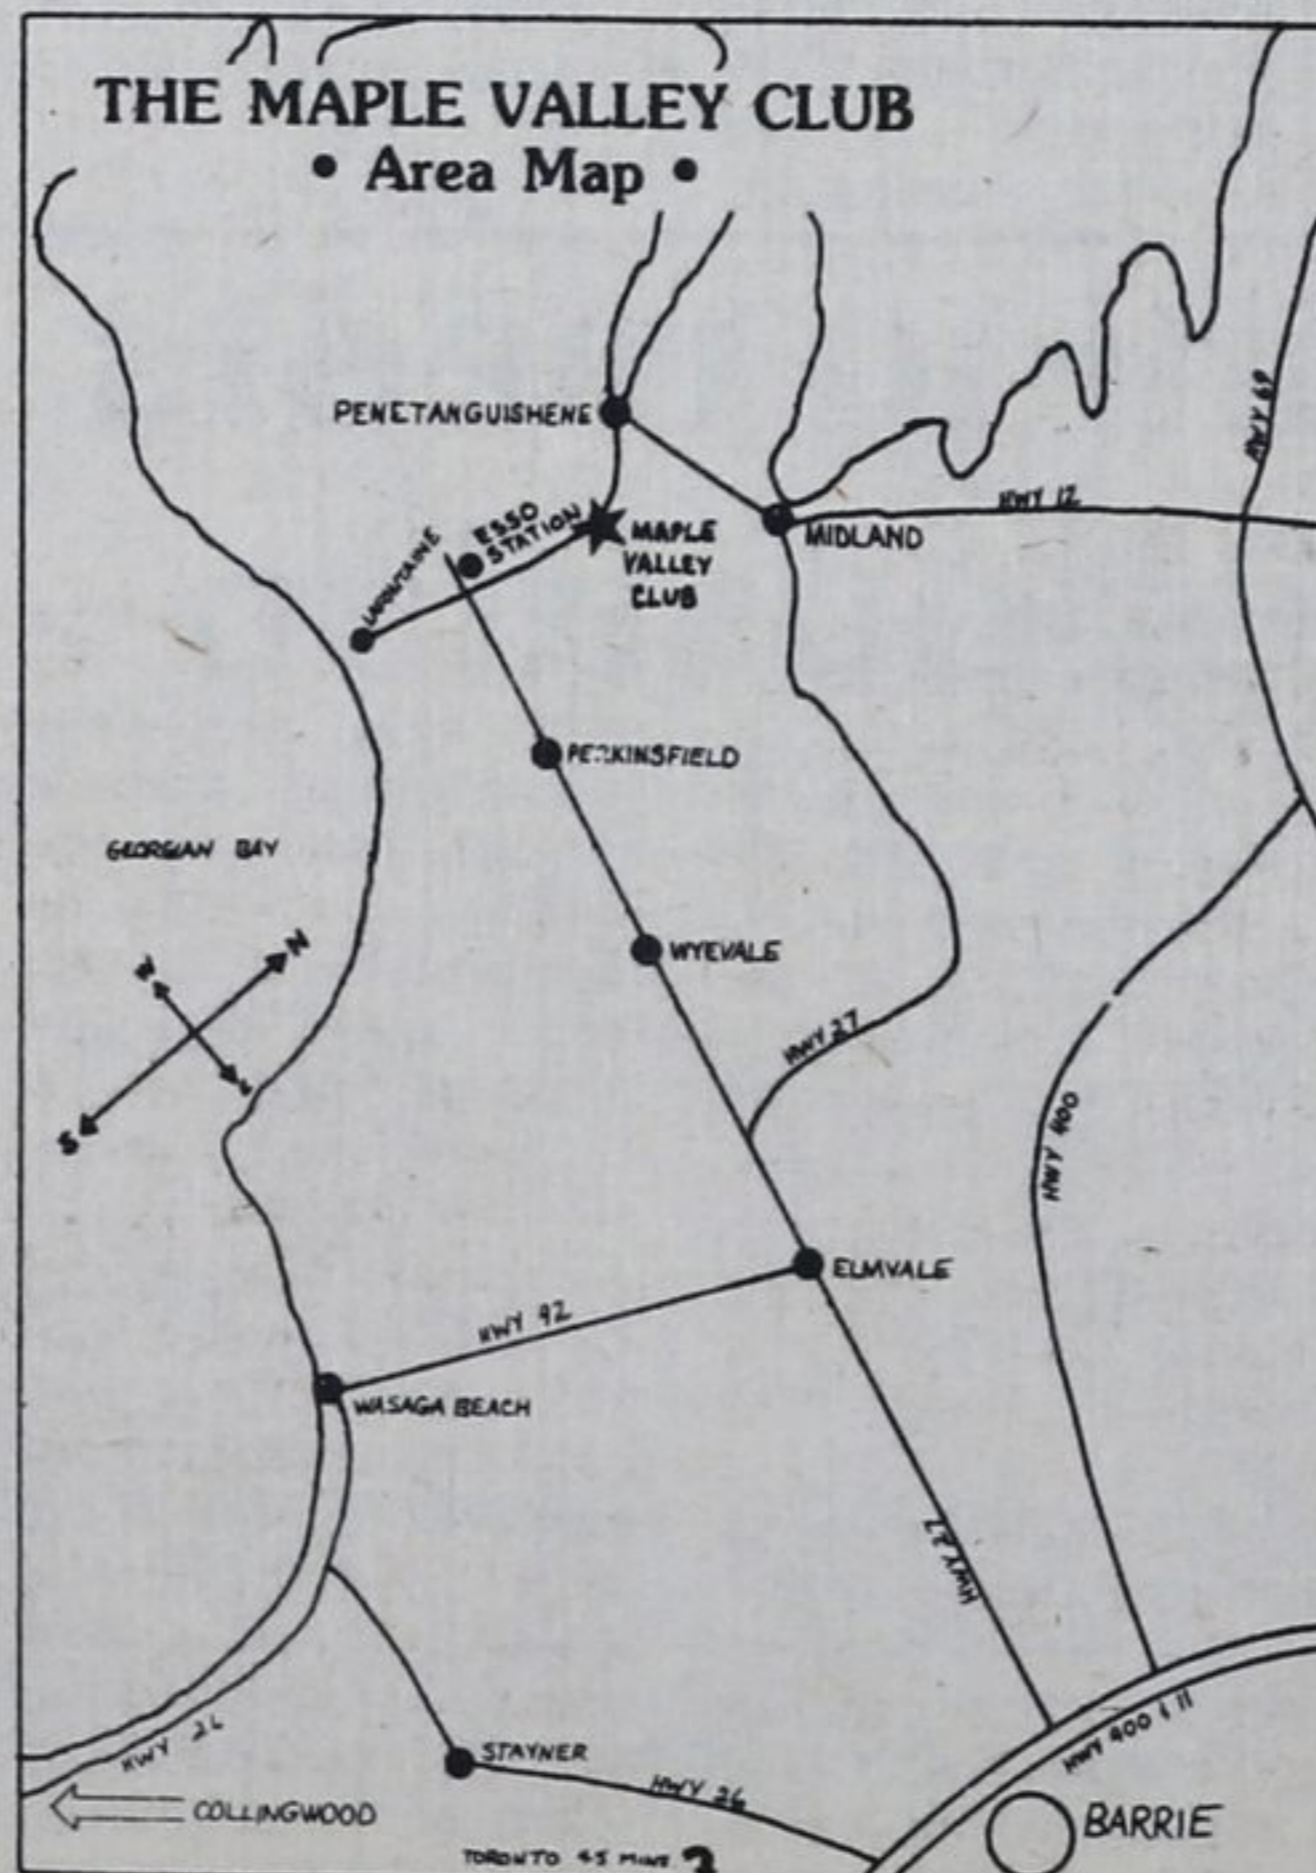 THE MAPLE VALLEY CLUB
• Area Map •
PENETANGUISHENE
HWY 69
HWY 12
ESSO
STATION
LAFONTAINE
MAPLE
VALLEY
CLUB
MIDLAND
PERKINSFIELD
GEORGIAN BAY
WYEVALE
N
W
S
E
HWY 27
HWY 400
ELMVALE
HWY 92
WASAGA BEACH
HWY 27
HWY 400 & 11
HWY 26
STAYNER
HWY 26
COLLINGWOOD
BARRIE
TORONTO 45 MINS.